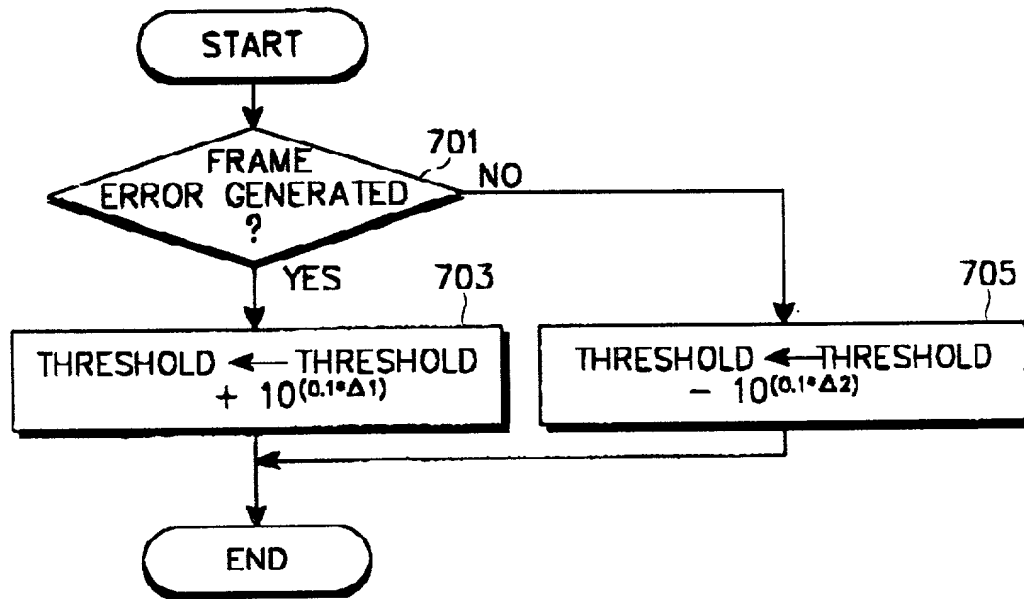 START
701
FRAME
ERROR GENERATED
?
NO
YES
703
THRESHOLD ← THRESHOLD
+ 10^(0.1*Δ1)
705
THRESHOLD ← THRESHOLD
− 10^(0.1*Δ2)
END